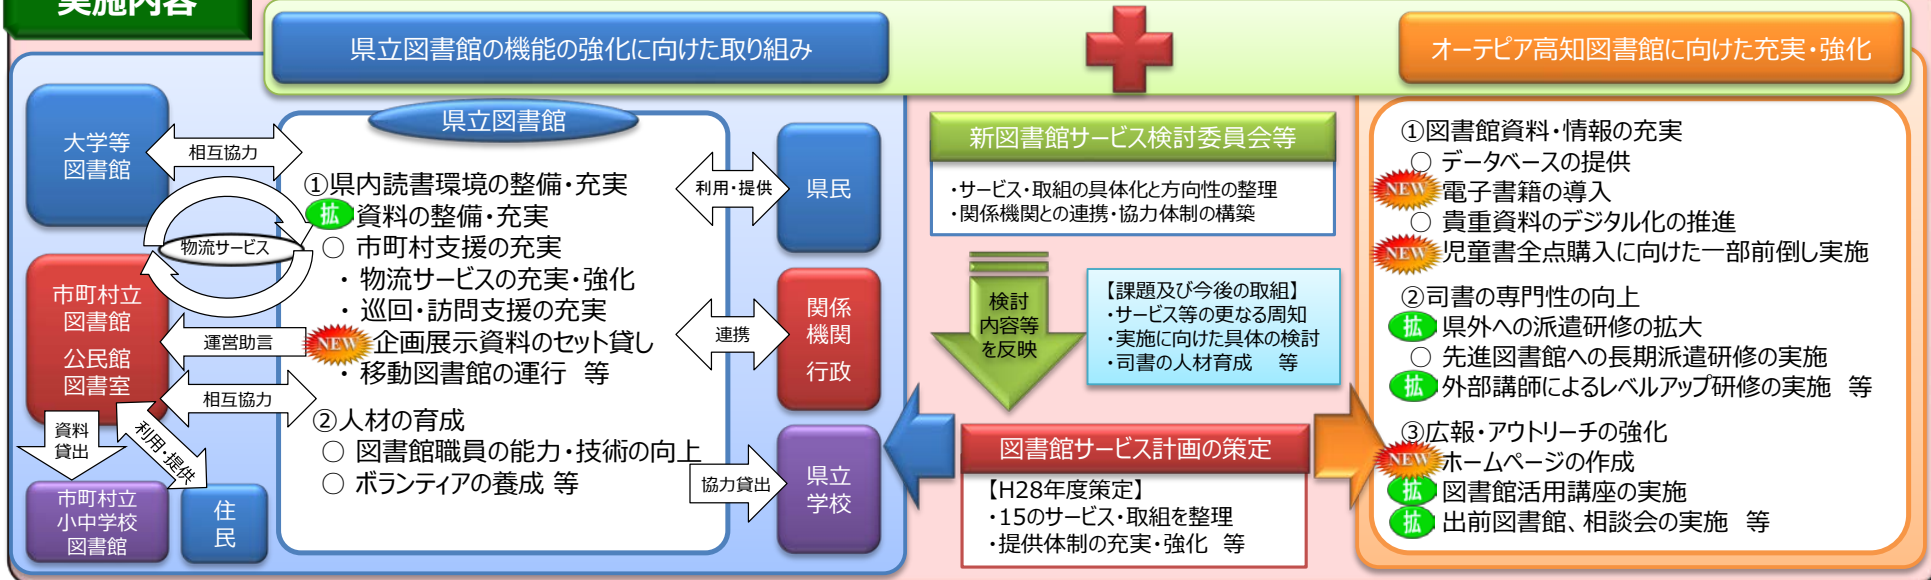 実施内容
県立図書館の機能の強化に向けた取り組み
オーテピア高知図書館に向けた充実・強化
大学等
図書館
相互協力
物流サービス
市町村立
図書館
公民館
図書室
運営助言
相互協力
資料
貸出
利用・提供
市町村立
小中学校
図書館
住
民
県立図書館
①県内読書環境の整備・充実
拡 資料の整備・充実
○ 市町村支援の充実
・ 物流サービスの充実・強化
・ 巡回・訪問支援の充実
NEW 企画展示資料のセット貸し
・ 移動図書館の運行 等
②人材の育成
○ 図書館職員の能力・技術の向上
○ ボランティアの養成 等
利用・提供
県民
連携
関係
機関
行政
協力貸出
県立
学校
新図書館サービス検討委員会等
・サービス・取組の具体化と方向性の整理
・関係機関との連携・協力体制の構築
検討
内容等
を反映
【課題及び今後の取組】
・サービス等の更なる周知
・実施に向けた具体の検討
・司書の人材育成 等
図書館サービス計画の策定
【H28年度策定】
・15のサービス・取組を整理
・提供体制の充実・強化 等
①図書館資料・情報の充実
○ データベースの提供
NEW 電子書籍の導入
○ 貴重資料のデジタル化の推進
NEW 児童書全点購入に向けた一部前倒し実施
②司書の専門性の向上
拡 県外への派遣研修の拡大
○ 先進図書館への長期派遣研修の実施
拡 外部講師によるレベルアップ研修の実施 等
③広報・アウトリーチの強化
NEW ホームページの作成
拡 図書館活用講座の実施
拡 出前図書館、相談会の実施 等